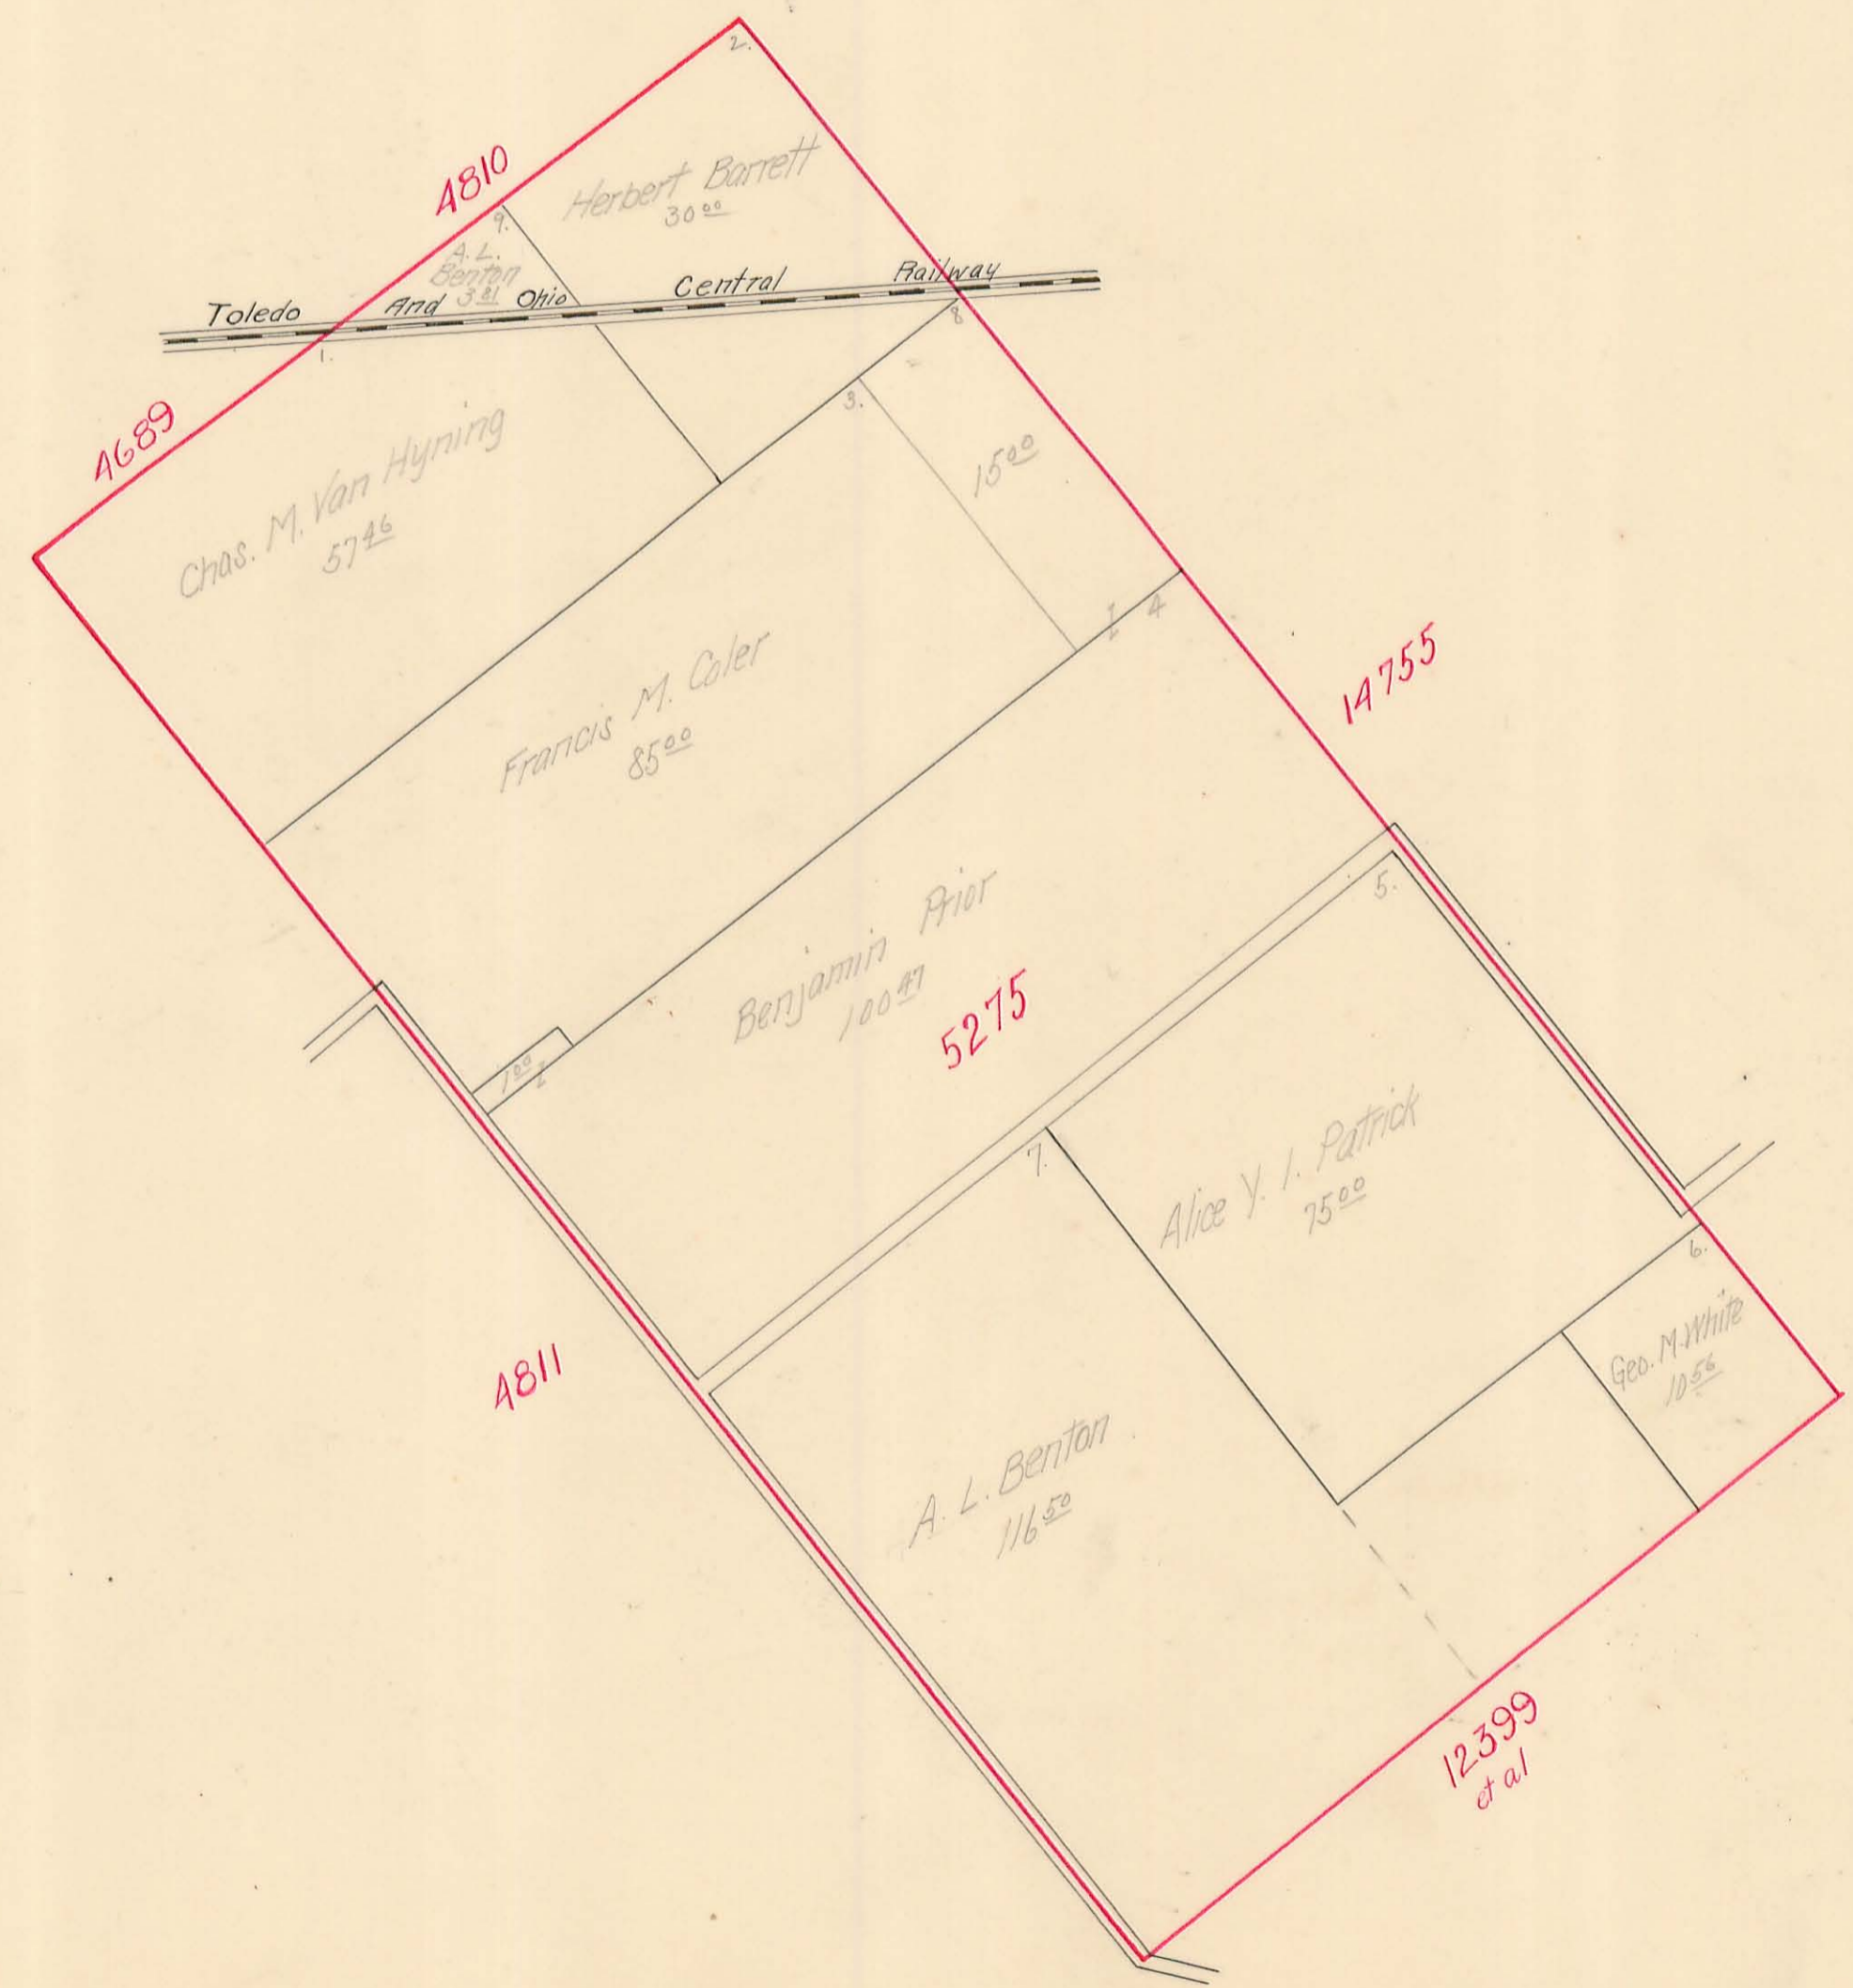 2.
4810
Herbert Barrett
30 00
9.
A. L.
Benton
3 81
Toledo And Ohio Central Railway
1.
8
4689
3.
Chas. M. Van Hyning
57 46
15 00
4
Francis M. Coler
85 00
14755
5.
Benjamin Prior
100 47
5275
1 00
7.
Alice Y. I. Patrick
75 00
6.
4811
Geo. M. White
10 56
A. L. Benton
116 50
12399
et al